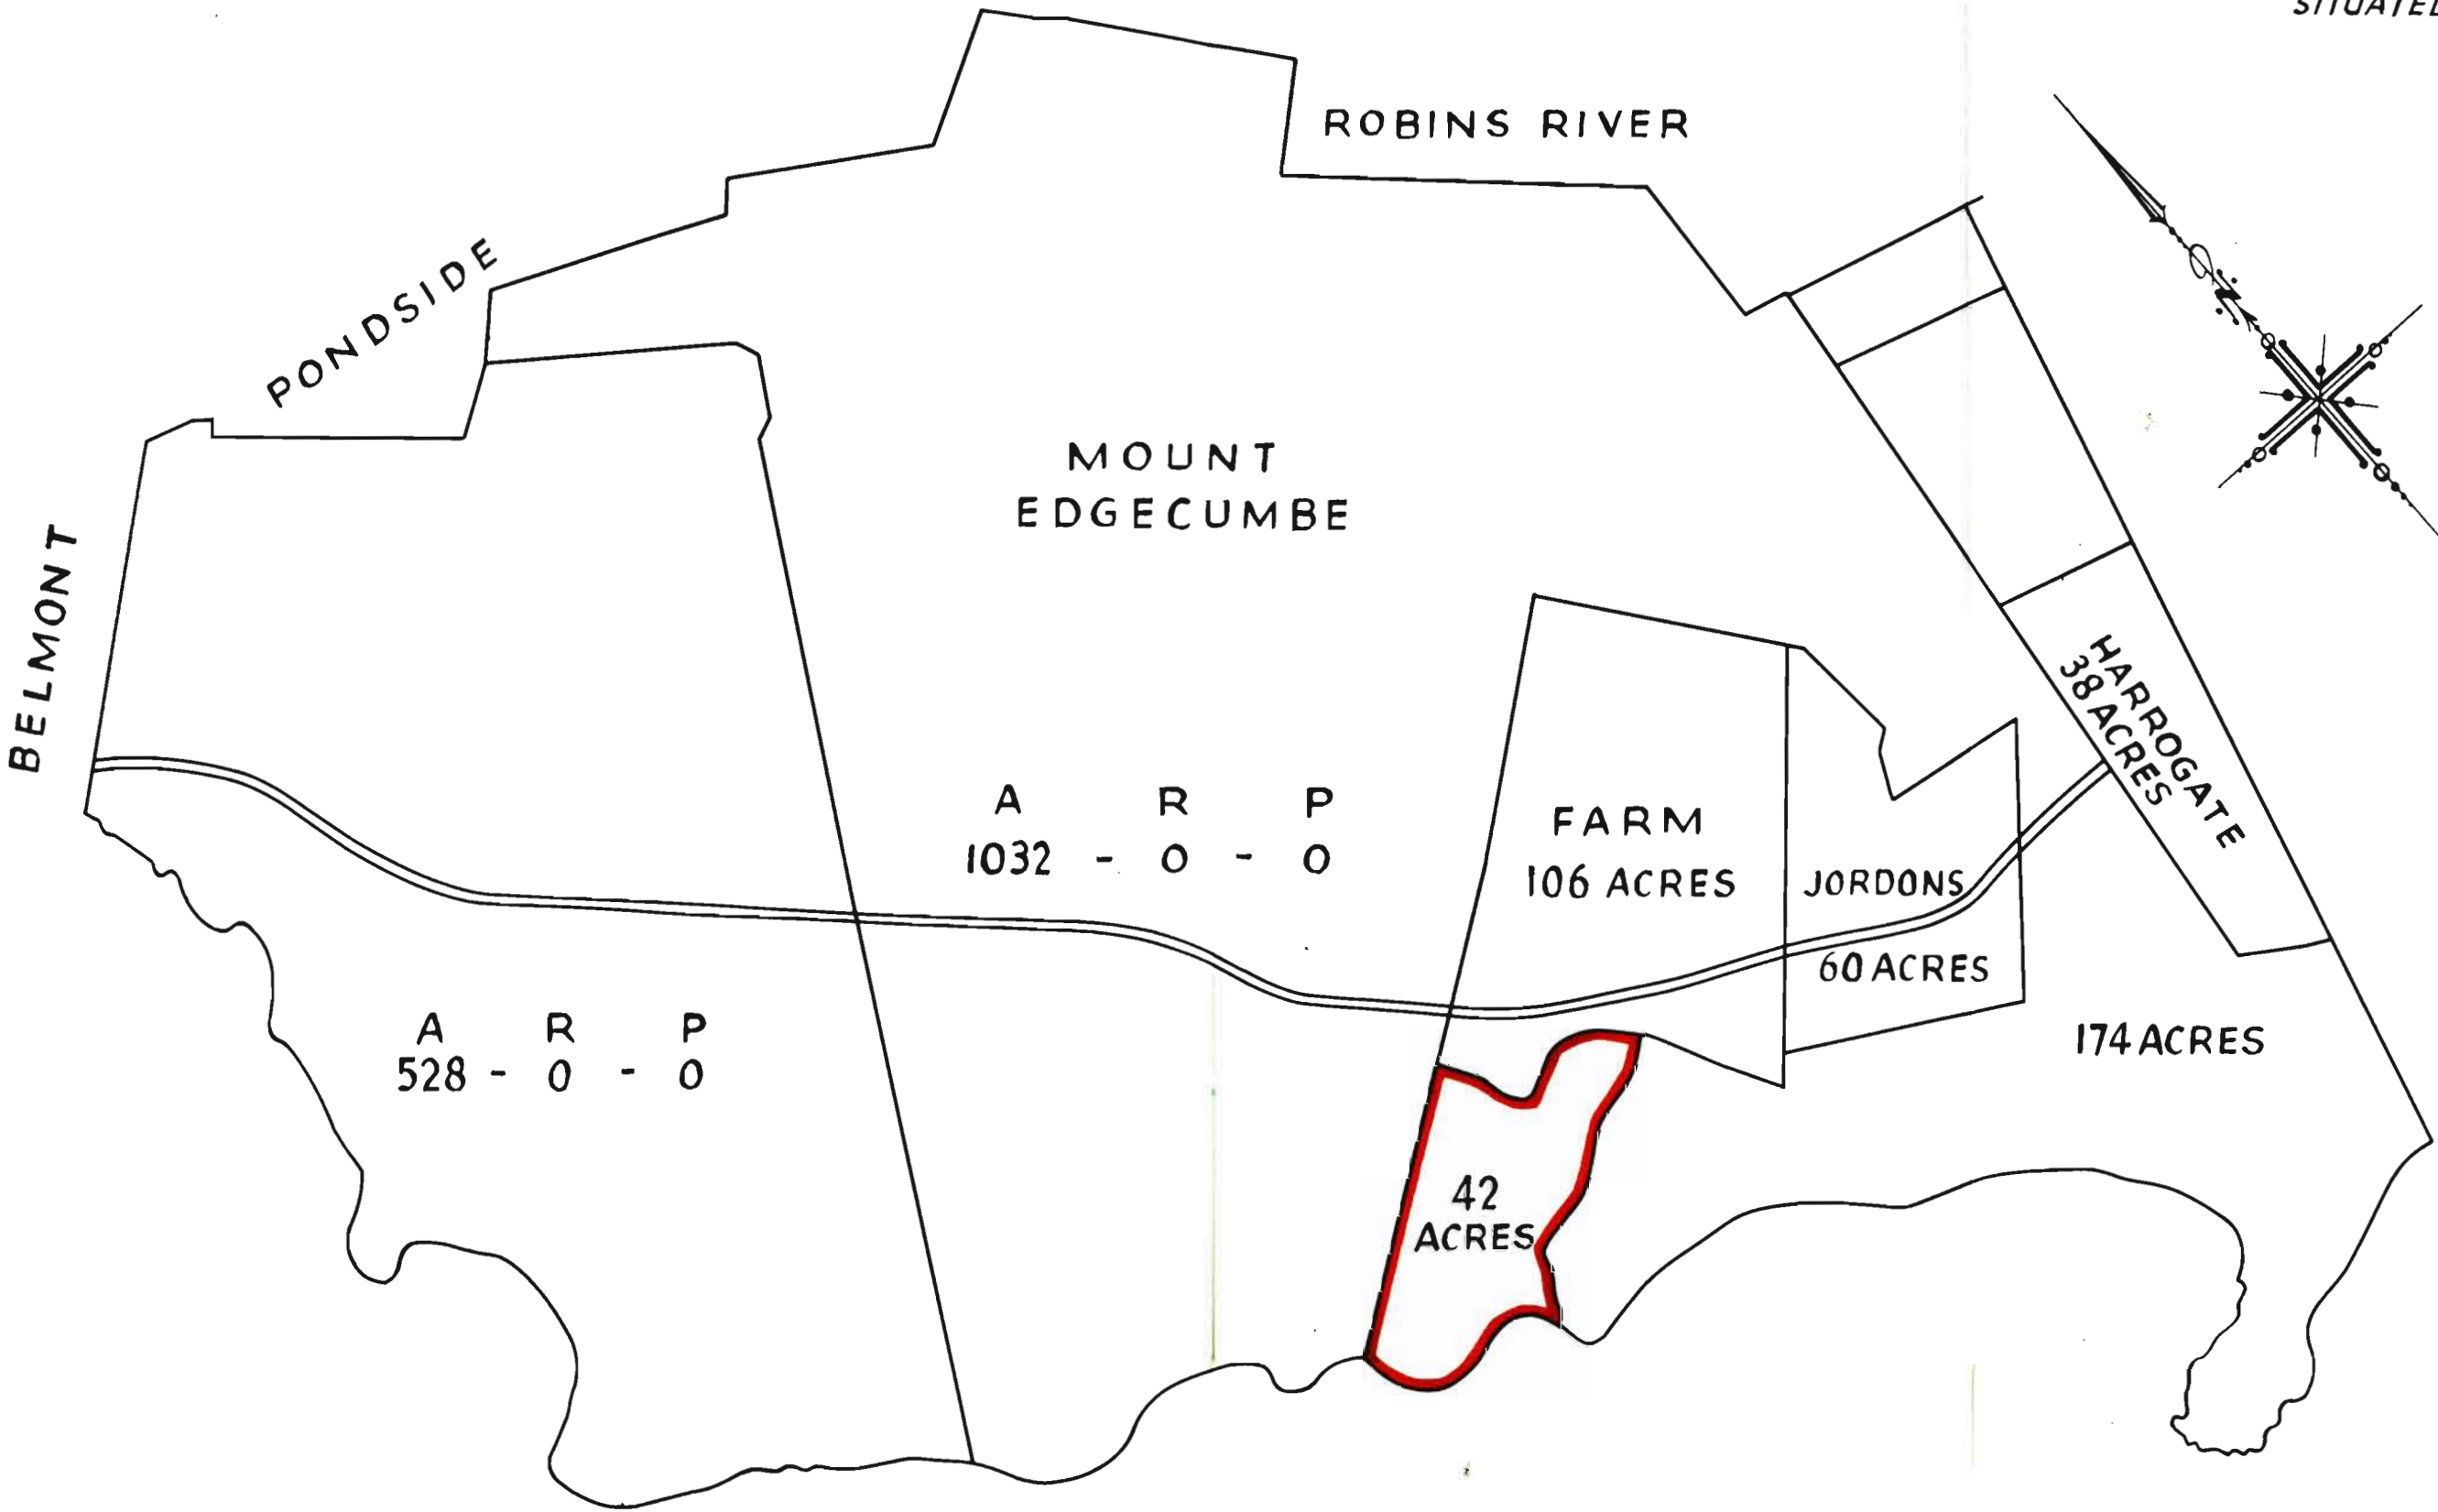 SITUATED
ROBINS RIVER
PONDSIDE
BELMONT
MOUNT
EDGECUMBE
HARROGATE
38 ACRES
A R P
1032 - 0 - 0
FARM
106 ACRES
JORDONS
60 ACRES
A R P
528 - 0 - 0
174 ACRES
42
ACRES